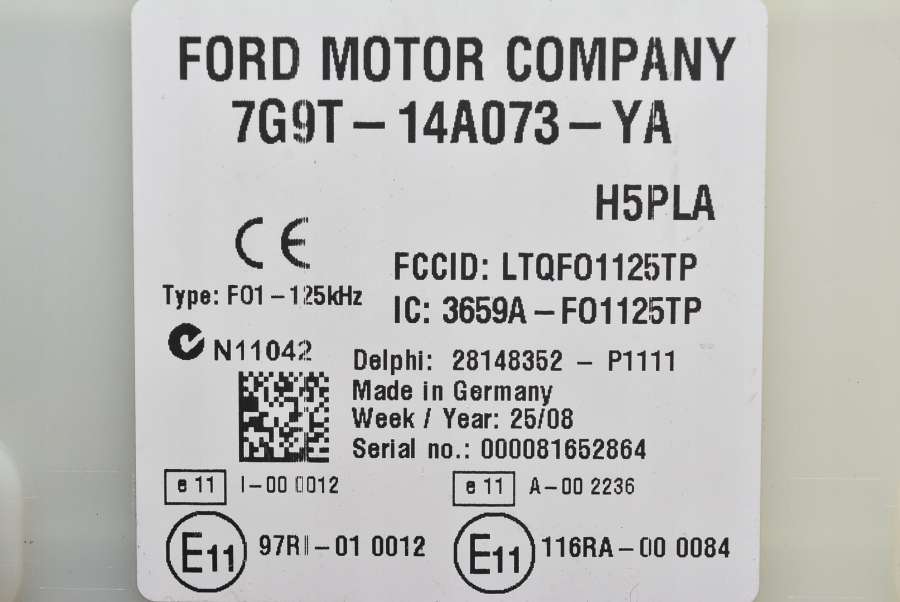 FORD MOTOR COMPANY
7G9T-14A073-YA
H5PLA
CE
FCCID: LTQFO1125TP
Type: FO1-125kHz
IC: 3659A-FO1125TP
N11042
Delphi: 28148352 - P1111
Made in Germany
Week / Year: 25/08
Serial no.: 000081652864
e 11 I-00 0012
e 11 A-00 2236
E11 97RI-01 0012
E11 116RA-00 0084